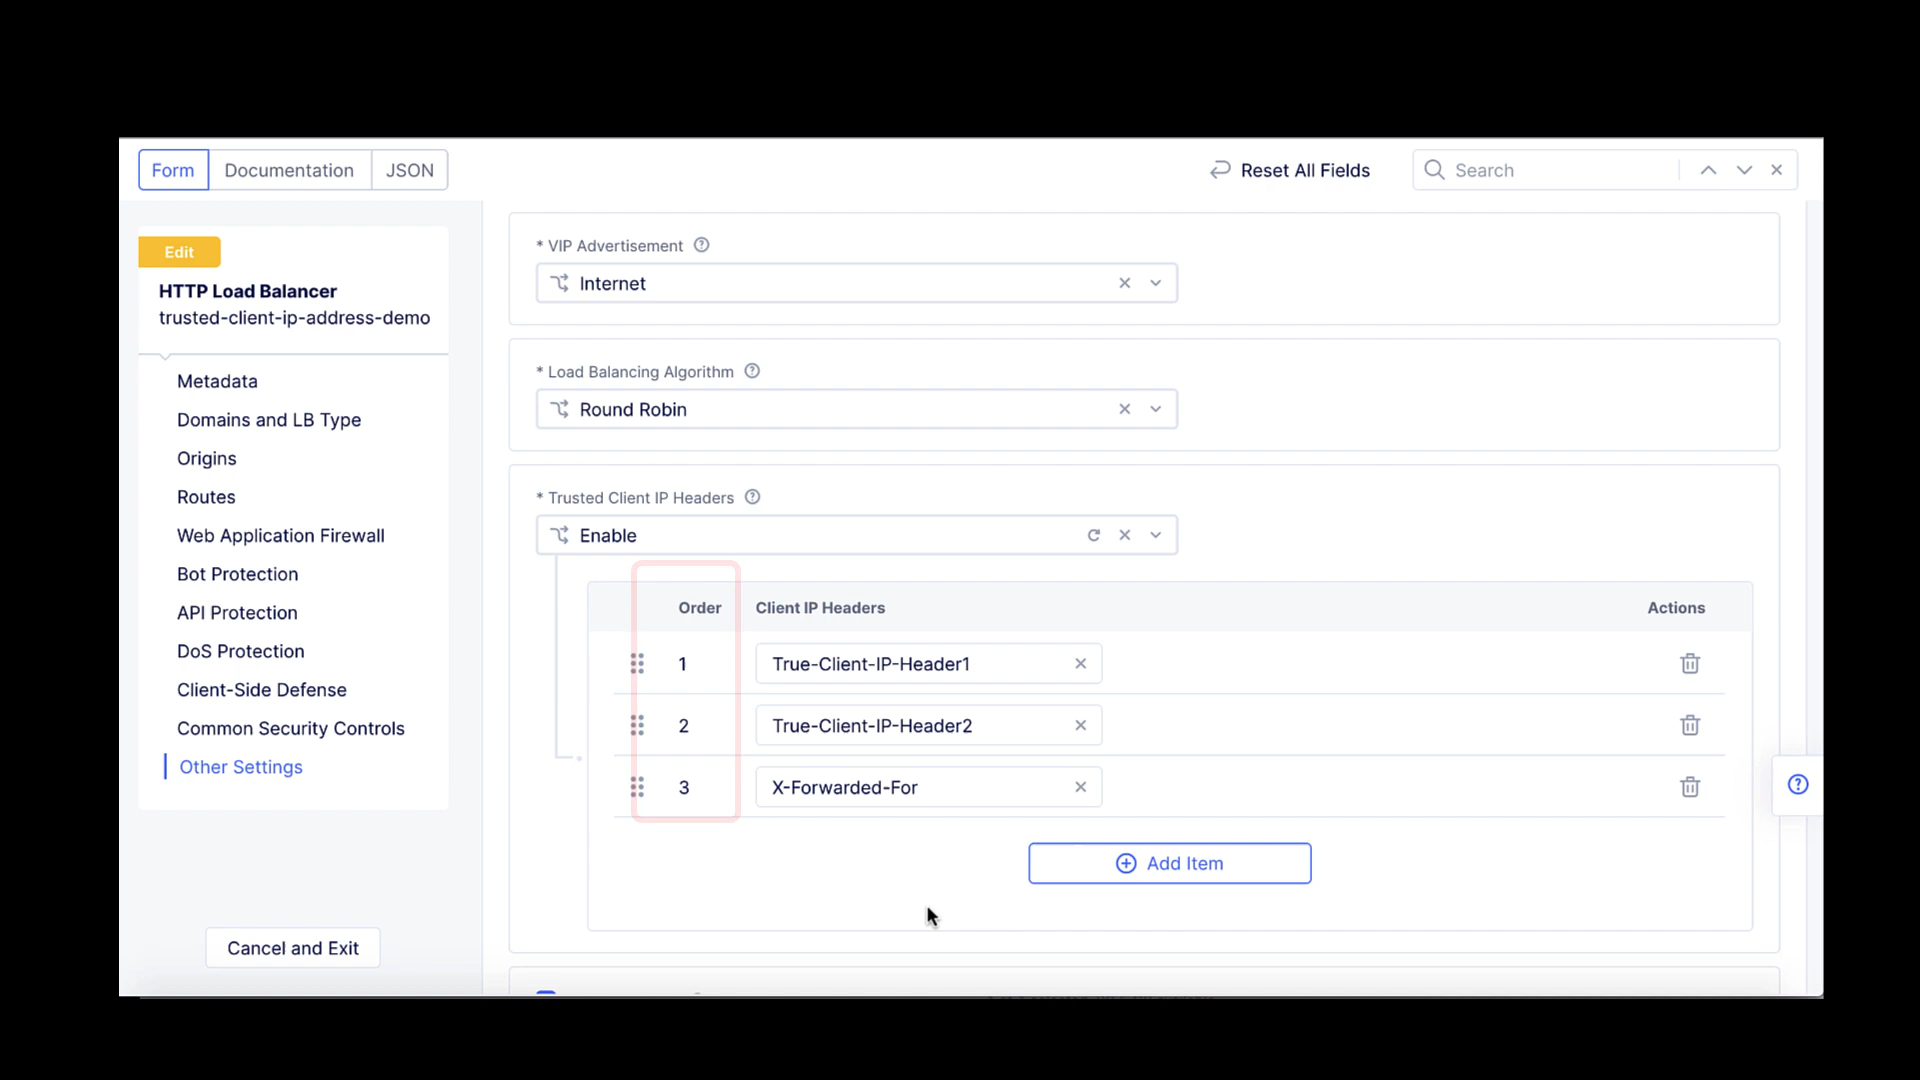 Form Documentation JSON
Reset All Fields
Search
Edit
HTTP Load Balancer
trusted-client-ip-address-demo
Metadata
Domains and LB Type
Origins
Routes
Web Application Firewall
Bot Protection
API Protection
DoS Protection
Client-Side Defense
Common Security Controls
Other Settings
Cancel and Exit
* VIP Advertisement
Internet
* Load Balancing Algorithm
Round Robin
* Trusted Client IP Headers
Enable
Order Client IP Headers Actions
1 True-Client-IP-Header1
2 True-Client-IP-Header2
3 X-Forwarded-For
Add Item